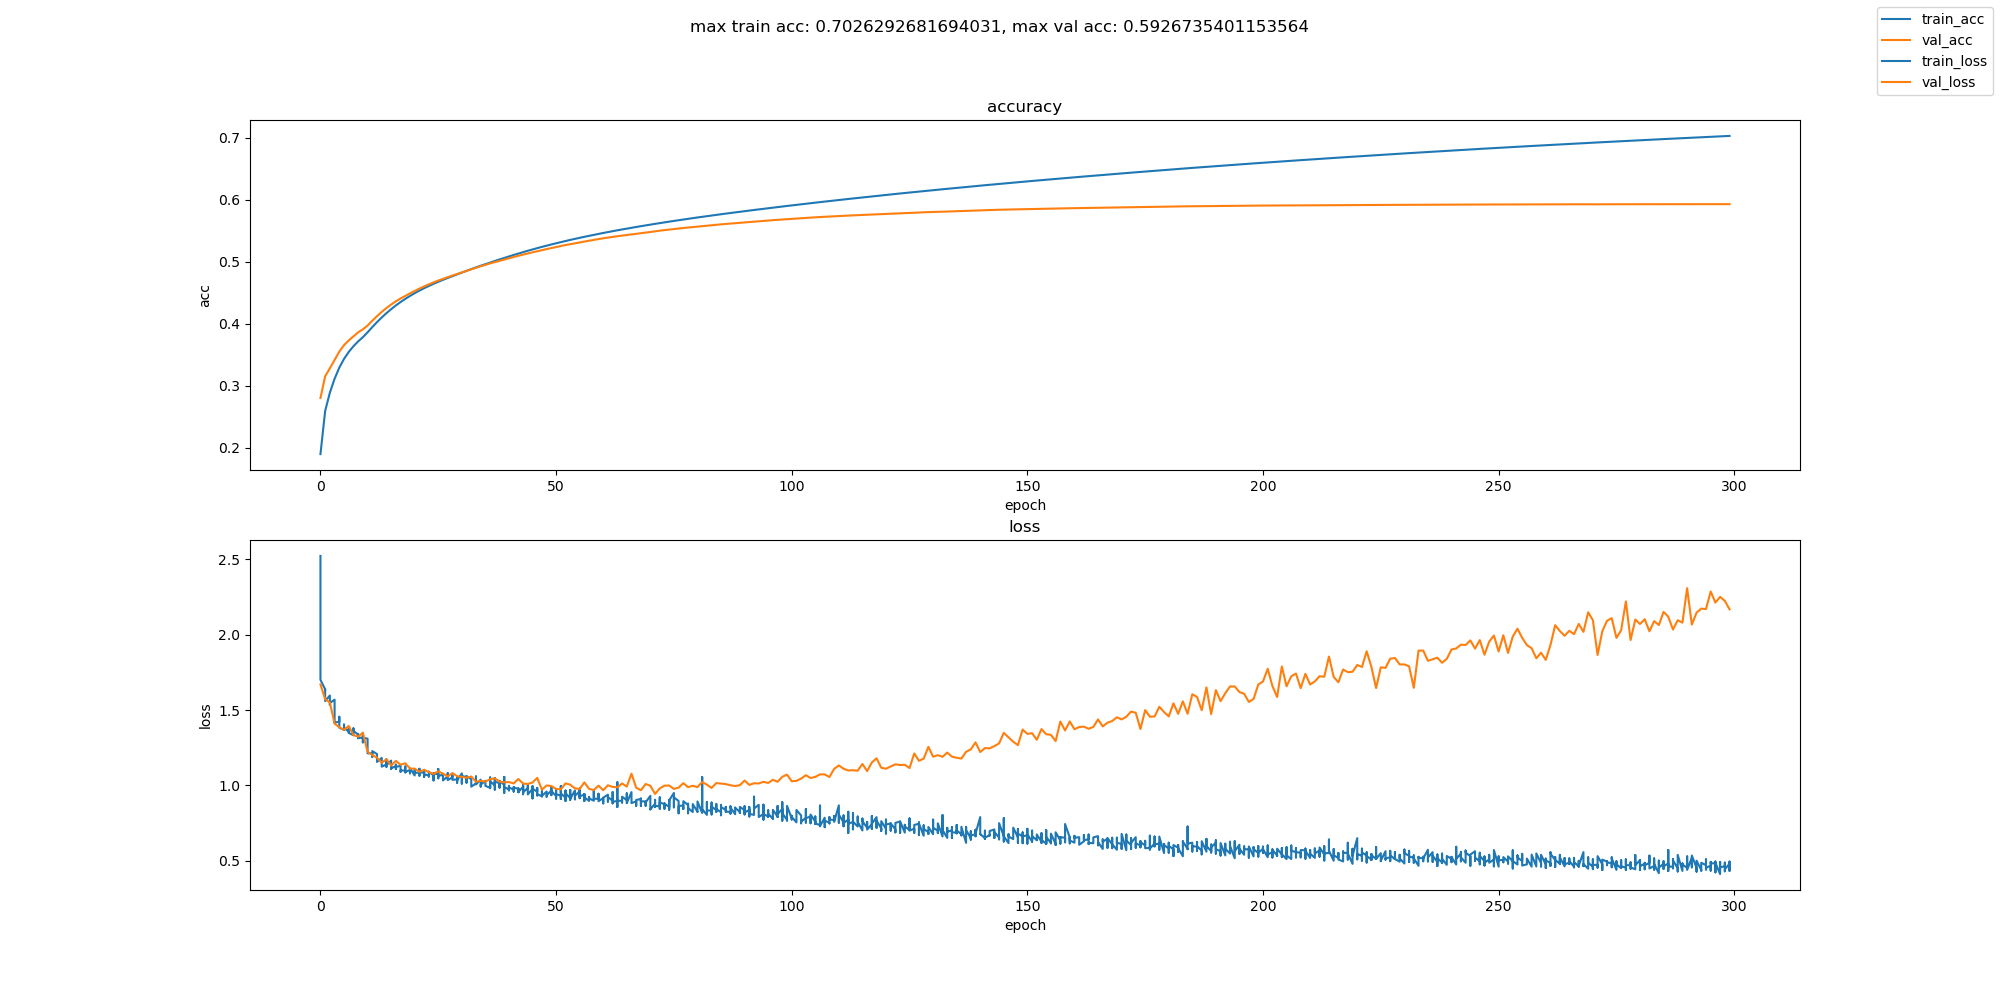 max train acc: 0.7026292681694031, max val acc: 0.5926735401153564
train_acc
val_acc
train_loss
val_loss
accuracy
0.7
0.6
0.5
0.4
0.3
0.2
acc
0 50 100 150 200 250 300
epoch
loss
2.5
2.0
1.5
1.0
0.5
loss
0 50 100 150 200 250 300
epoch